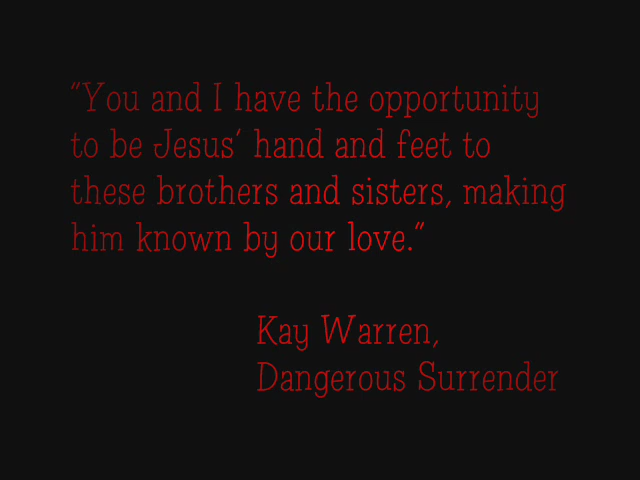 “You and I have the opportunity
to be Jesus’ hand and feet to
these brothers and sisters, making
him known by our love.”
Kay Warren,
Dangerous Surrender